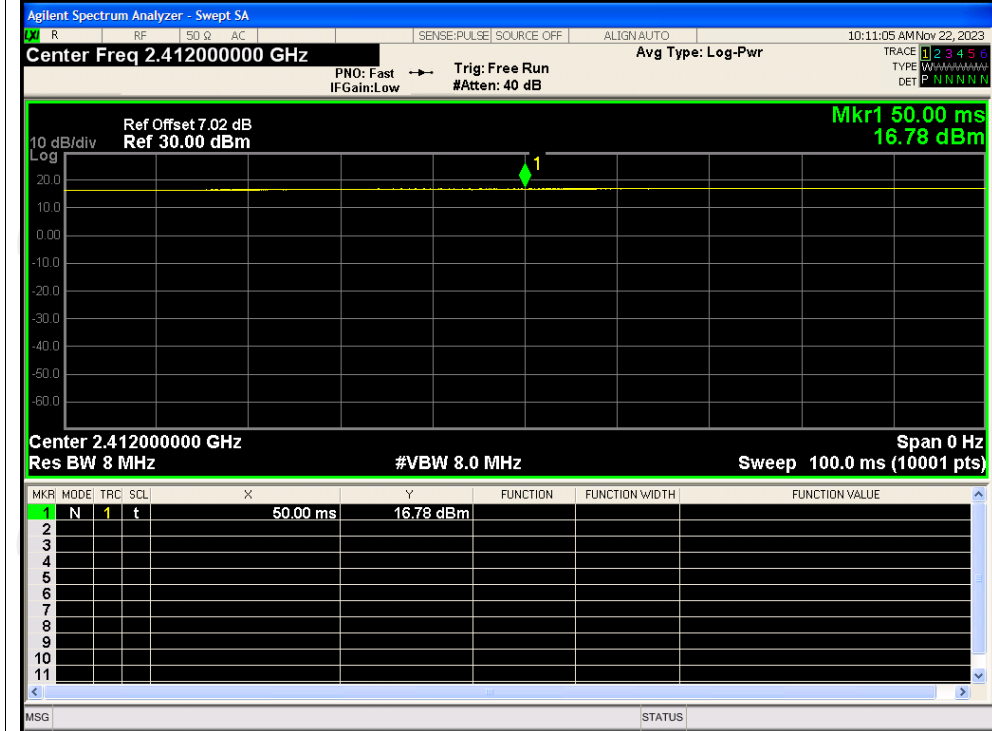 Agilent Spectrum Analyzer - Swept SA
LXI R RF 50 Ω AC SENSE:PULSE SOURCE OFF ALIGN AUTO 10:11:05 AM Nov 22, 2023
Center Freq 2.412000000 GHz Avg Type: Log-Pwr TRACE 1 2 3 4 5 6
PNO: Fast Trig: Free Run TYPE WWWWWW
IFGain:Low #Atten: 40 dB DET P N N N N N
Mkr1 50.00 ms
Ref Offset 7.02 dB
10 dB/div Ref 30.00 dBm 16.78 dBm
Log
1
20.0
10.0
0.00
-10.0
-20.0
-30.0
-40.0
-50.0
-60.0
Center 2.412000000 GHz Span 0 Hz
Res BW 8 MHz #VBW 8.0 MHz Sweep 100.0 ms (10001 pts)
MKR MODE TRC SCL X Y FUNCTION FUNCTION WIDTH FUNCTION VALUE
1 N 1 t 50.00 ms 16.78 dBm
2
3
4
5
6
7
8
9
10
11
MSG STATUS